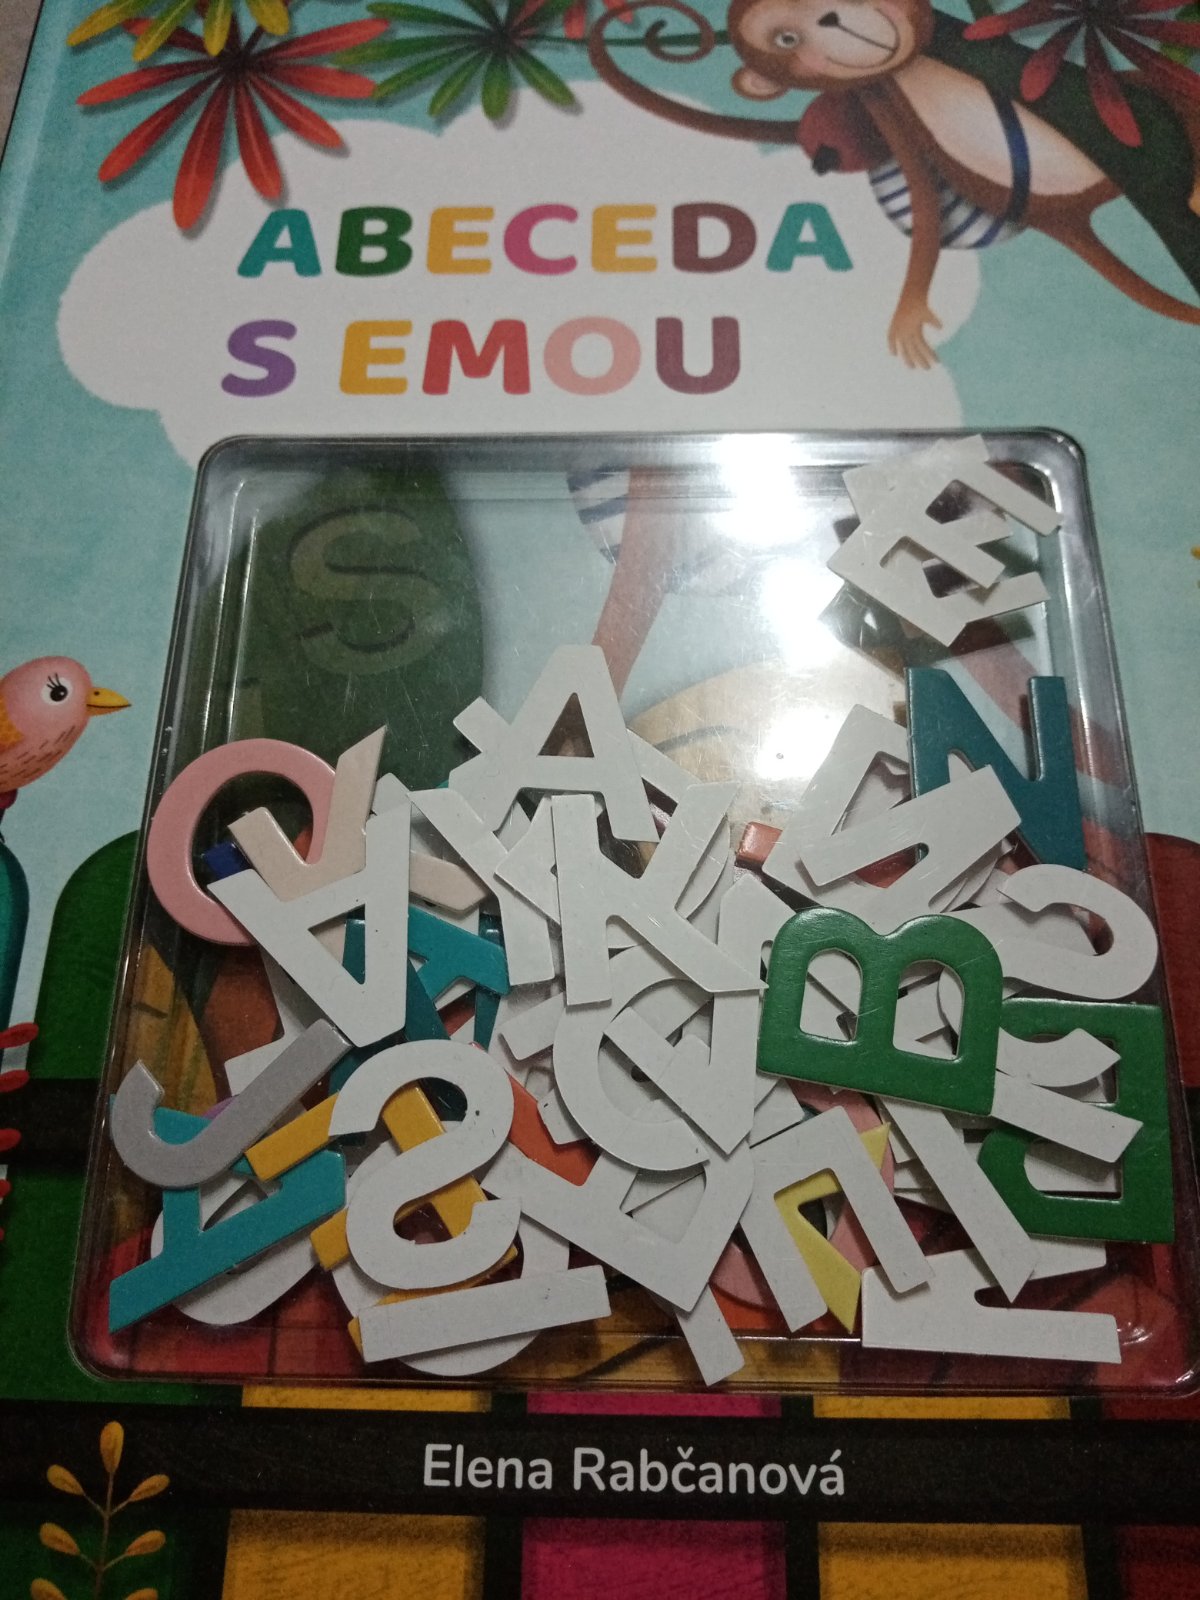 ABECEDA
S EMOU
Elena Rabčanová